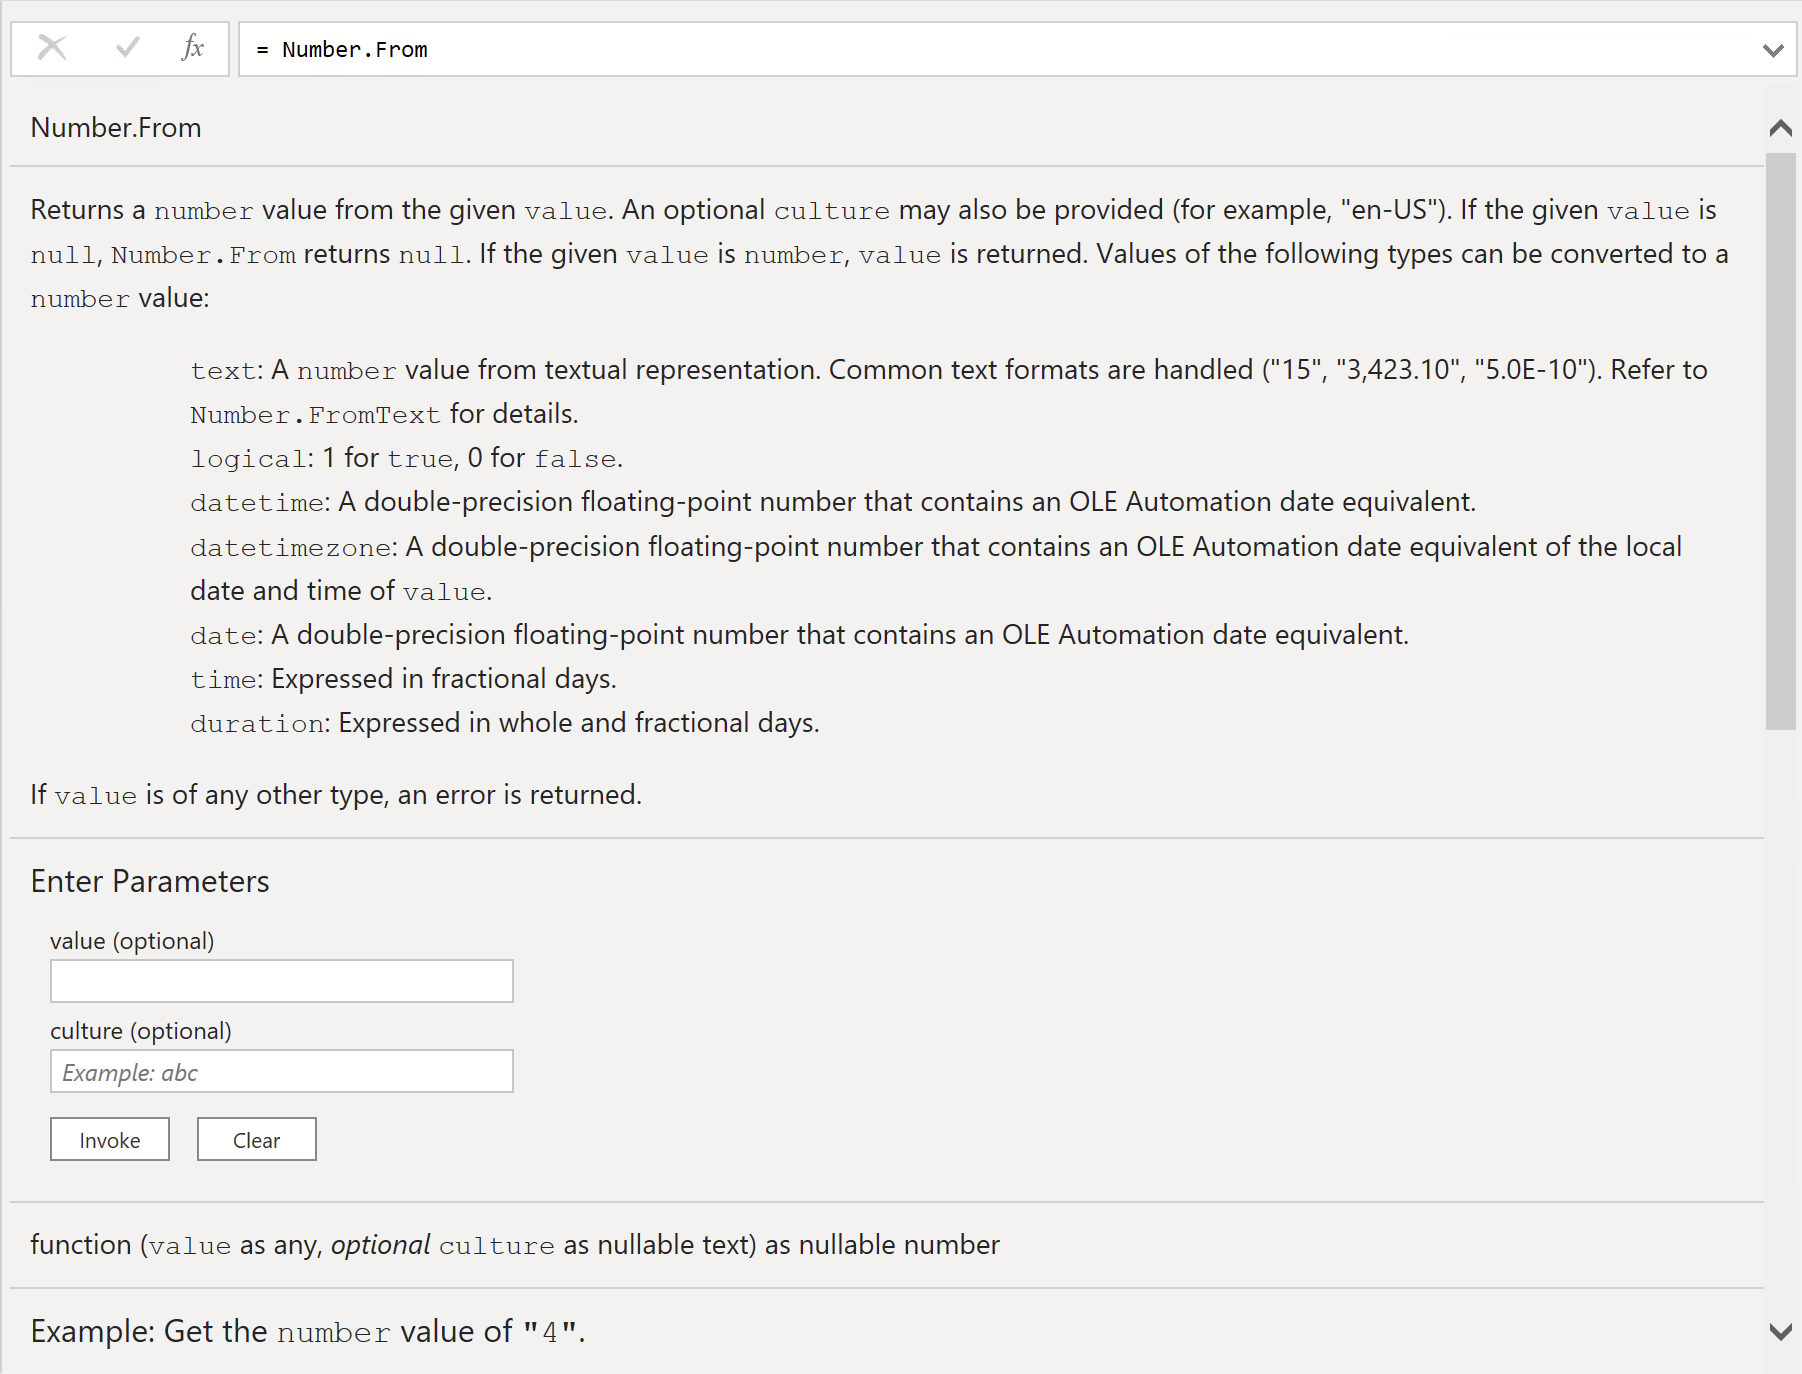 fx = Number.From
Number.From
Returns a number value from the given value. An optional culture may also be provided (for example, "en-US"). If the given value is
null, Number.From returns null. If the given value is number, value is returned. Values of the following types can be converted to a
number value:
text: A number value from textual representation. Common text formats are handled ("15", "3,423.10", "5.0E-10"). Refer to
Number.FromText for details.
logical: 1 for true, 0 for false.
datetime: A double-precision floating-point number that contains an OLE Automation date equivalent.
datetimezone: A double-precision floating-point number that contains an OLE Automation date equivalent of the local
date and time of value.
date: A double-precision floating-point number that contains an OLE Automation date equivalent.
time: Expressed in fractional days.
duration: Expressed in whole and fractional days.
If value is of any other type, an error is returned.
Enter Parameters
value (optional)
culture (optional)
Example: abc
Invoke Clear
function (value as any, optional culture as nullable text) as nullable number
Example: Get the number value of "4".